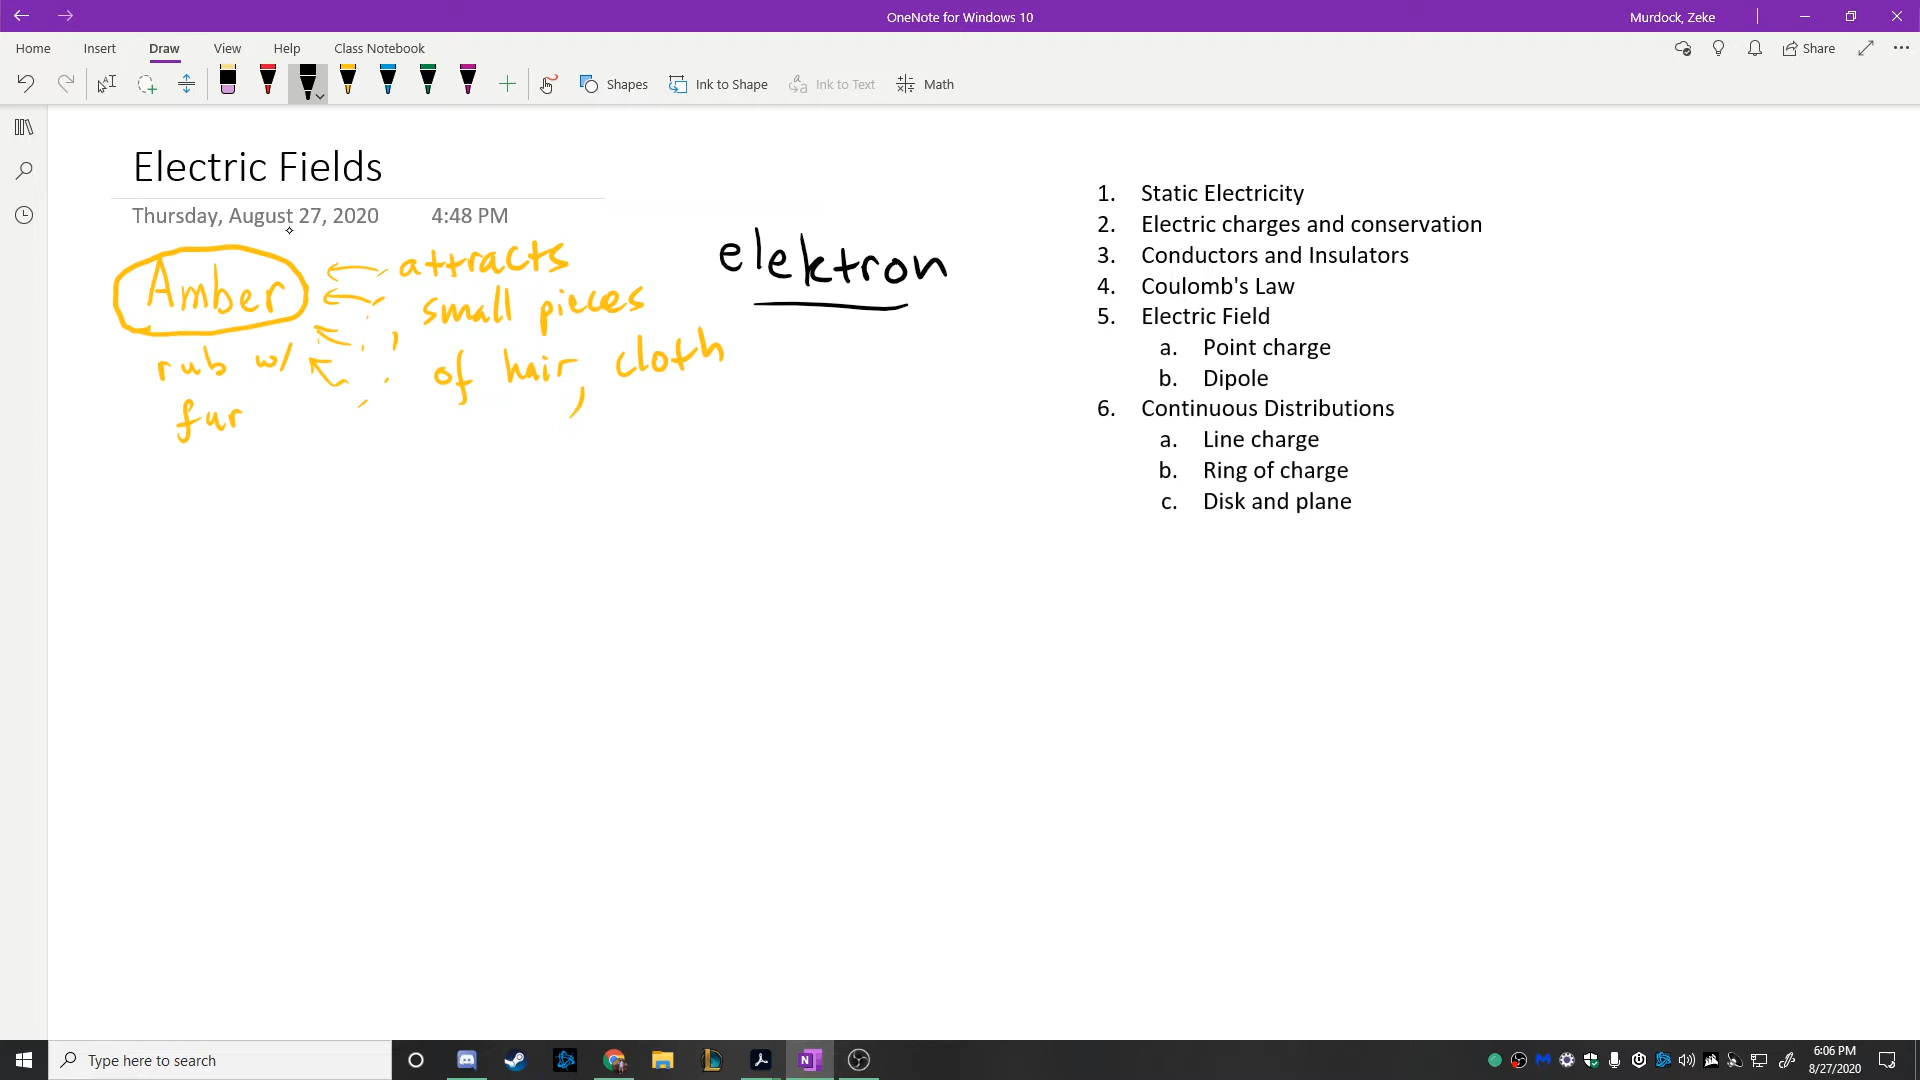 OneNote for Windows 10
Murdock, Zeke
Home Insert Draw View Help Class Notebook
Share
Shapes Ink to Shape Ink to Text Math
Electric Fields
Thursday, August 27, 2020 4:48 PM
Amber
rub w/
fur
attracts
small pieces
of hair, cloth
elektron
1. Static Electricity
2. Electric charges and conservation
3. Conductors and Insulators
4. Coulomb's Law
5. Electric Field
a. Point charge
b. Dipole
6. Continuous Distributions
a. Line charge
b. Ring of charge
c. Disk and plane
Type here to search
6:06 PM
8/27/2020